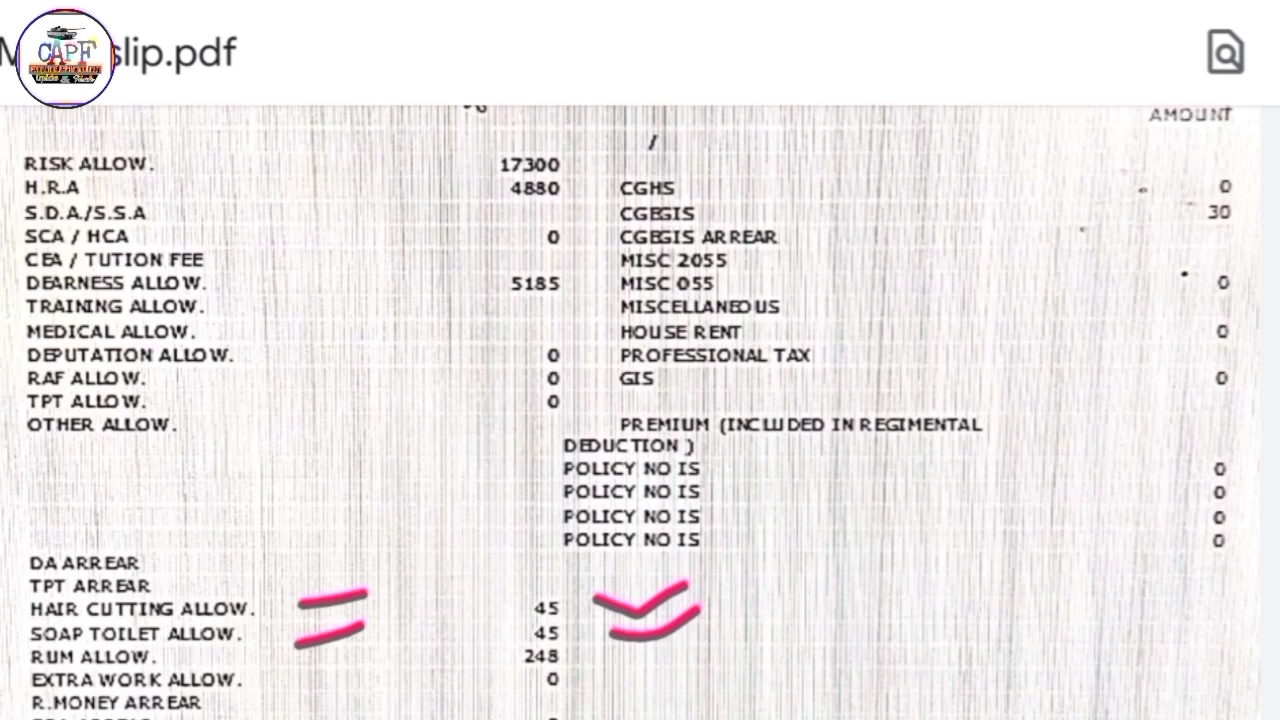 slip.pdf
CAPF
AMOUNT
RISK ALLOW. 17300
H.R.A 4880 CGHS 0
S.D.A./S.S.A CGEGIS 30
SCA / HCA 0 CGEGIS ARREAR
CEA / TUTION FEE MISC 2055
DEARNESS ALLOW. 5185 MISC 055 0
TRAINING ALLOW. MISCELLANEOUS
MEDICAL ALLOW. HOUSE RENT 0
DEPUTATION ALLOW. 0 PROFESSIONAL TAX
RAF ALLOW. 0 GIS 0
TPT ALLOW. 0
OTHER ALLOW. PREMIUM (INCLUDED IN REGIMENTAL
DEDUCTION )
POLICY NO IS 0
POLICY NO IS 0
POLICY NO IS 0
POLICY NO IS 0
DA ARREAR
TPT ARREAR
HAIR CUTTING ALLOW. 45
SOAP TOILET ALLOW. 45
RUM ALLOW. 248
EXTRA WORK ALLOW. 0
R.MONEY ARREAR